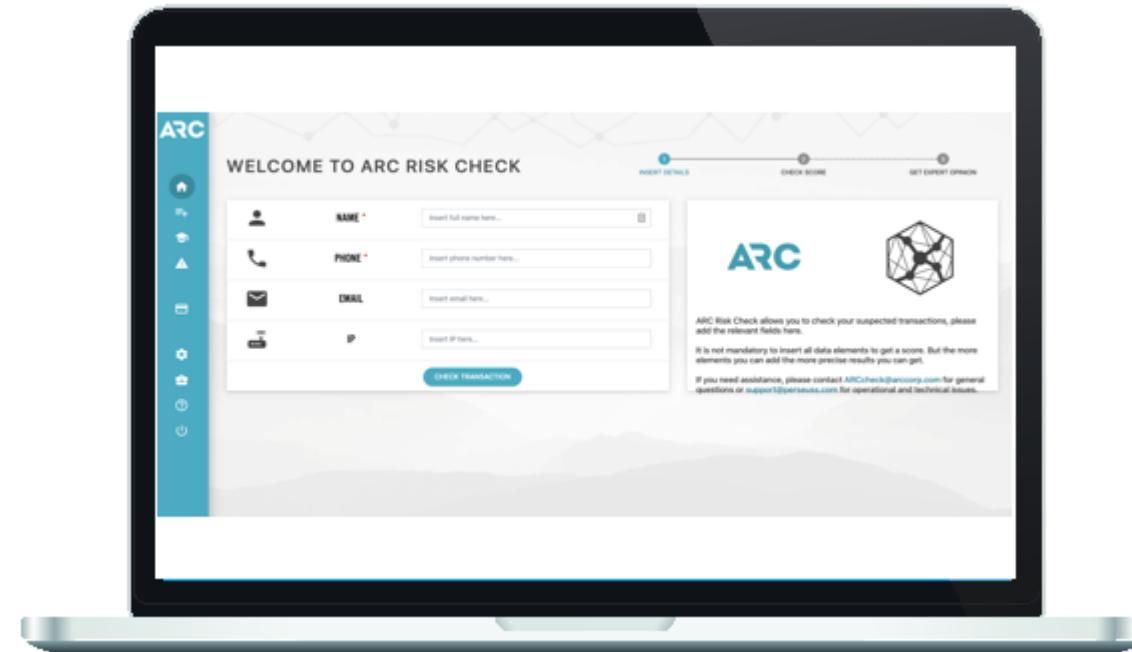 ARC
WELCOME TO ARC RISK CHECK
1
2
3
INSERT DETAILS
CHECK SCORE
GET EXPERT OPINION
NAME *
Insert full name here...
PHONE *
Insert phone number here...
EMAIL
Insert email here...
IP
Insert IP here...
CHECK TRANSACTION
ARC
ARC Risk Check allows you to check your suspected transactions, please
add the relevant fields here.
It is not mandatory to insert all data elements to get a score. But the more
elements you can add the more precise results you can get.
If you need assistance, please contact ARCcheck@arccorp.com for general
questions or support@perseuss.com for operational and technical issues.